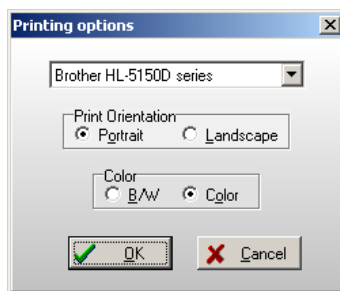 Printing options
Brother HL-5150D series
Print Orientation
Portrait Landscape
Color
B/W Color
OK Cancel